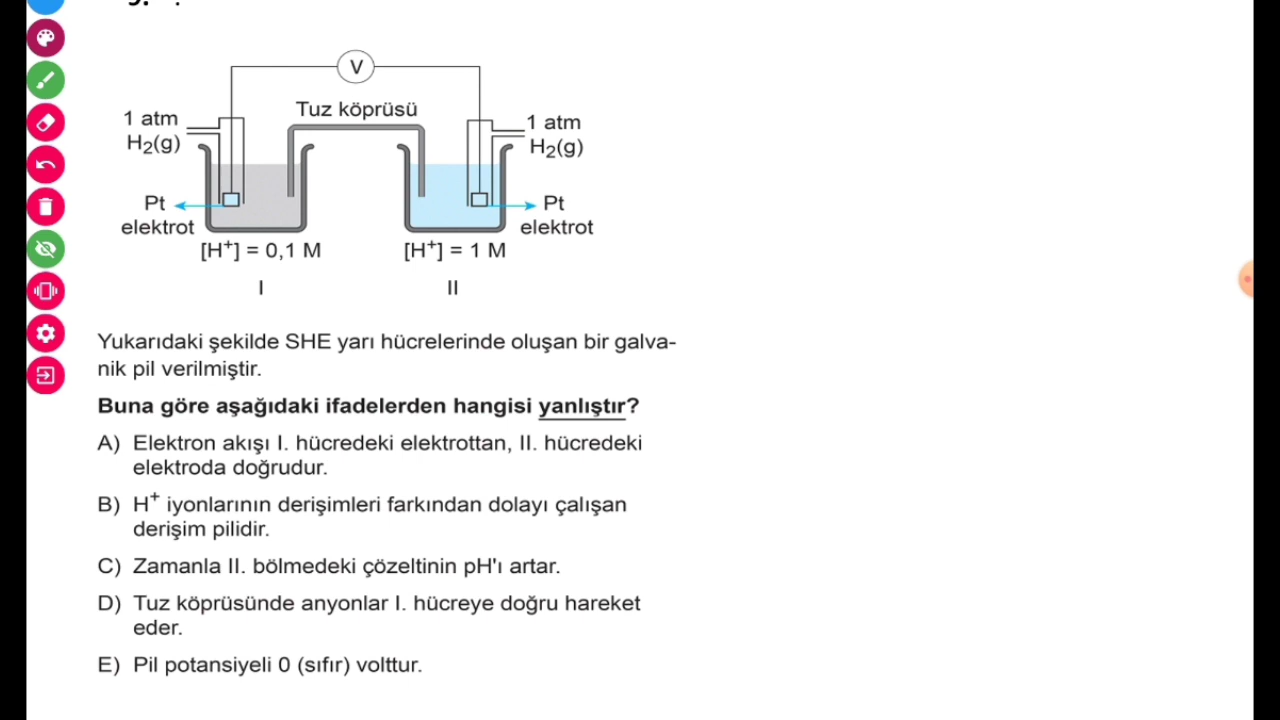 V
Tuz köprüsü
1 atm
H₂(g)
1 atm
H₂(g)
Pt
elektrot
Pt
elektrot
[H⁺] = 0,1 M
[H⁺] = 1 M
I
II
Yukarıdaki şekilde SHE yarı hücrelerinde oluşan bir galva-
nik pil verilmiştir.
Buna göre aşağıdaki ifadelerden hangisi yanlıştır?
A) Elektron akışı I. hücredeki elektrottan, II. hücredeki
elektroda doğrudur.
B) H⁺ iyonlarının derişimleri farkından dolayı çalışan
derişim pilidir.
C) Zamanla II. bölmedeki çözeltinin pH'ı artar.
D) Tuz köprüsünde anyonlar I. hücreye doğru hareket
eder.
E) Pil potansiyeli 0 (sıfır) volttur.